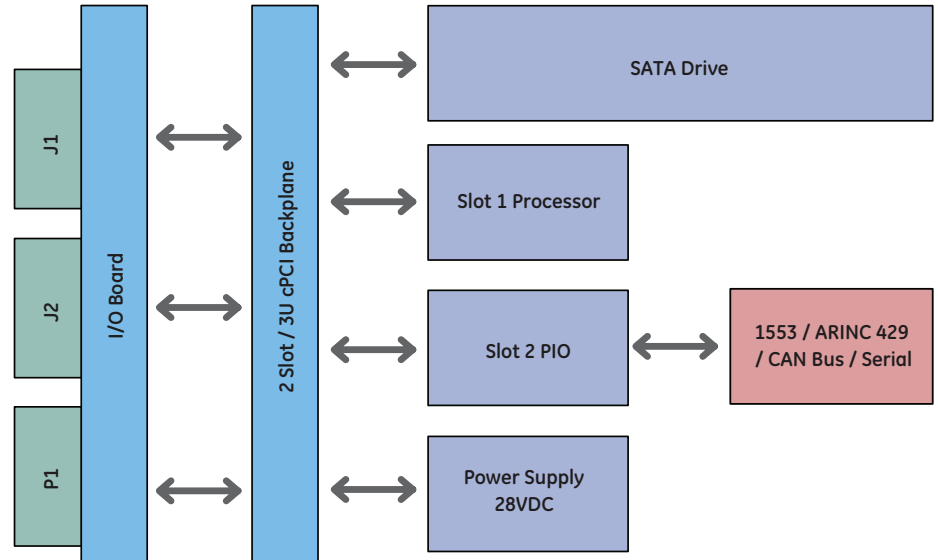 J1
J2
P1
I/O Board
2 Slot / 3U cPCI Backplane
SATA Drive
Slot 1 Processor
Slot 2 PIO
1553 / ARINC 429
/ CAN Bus / Serial
Power Supply
28VDC